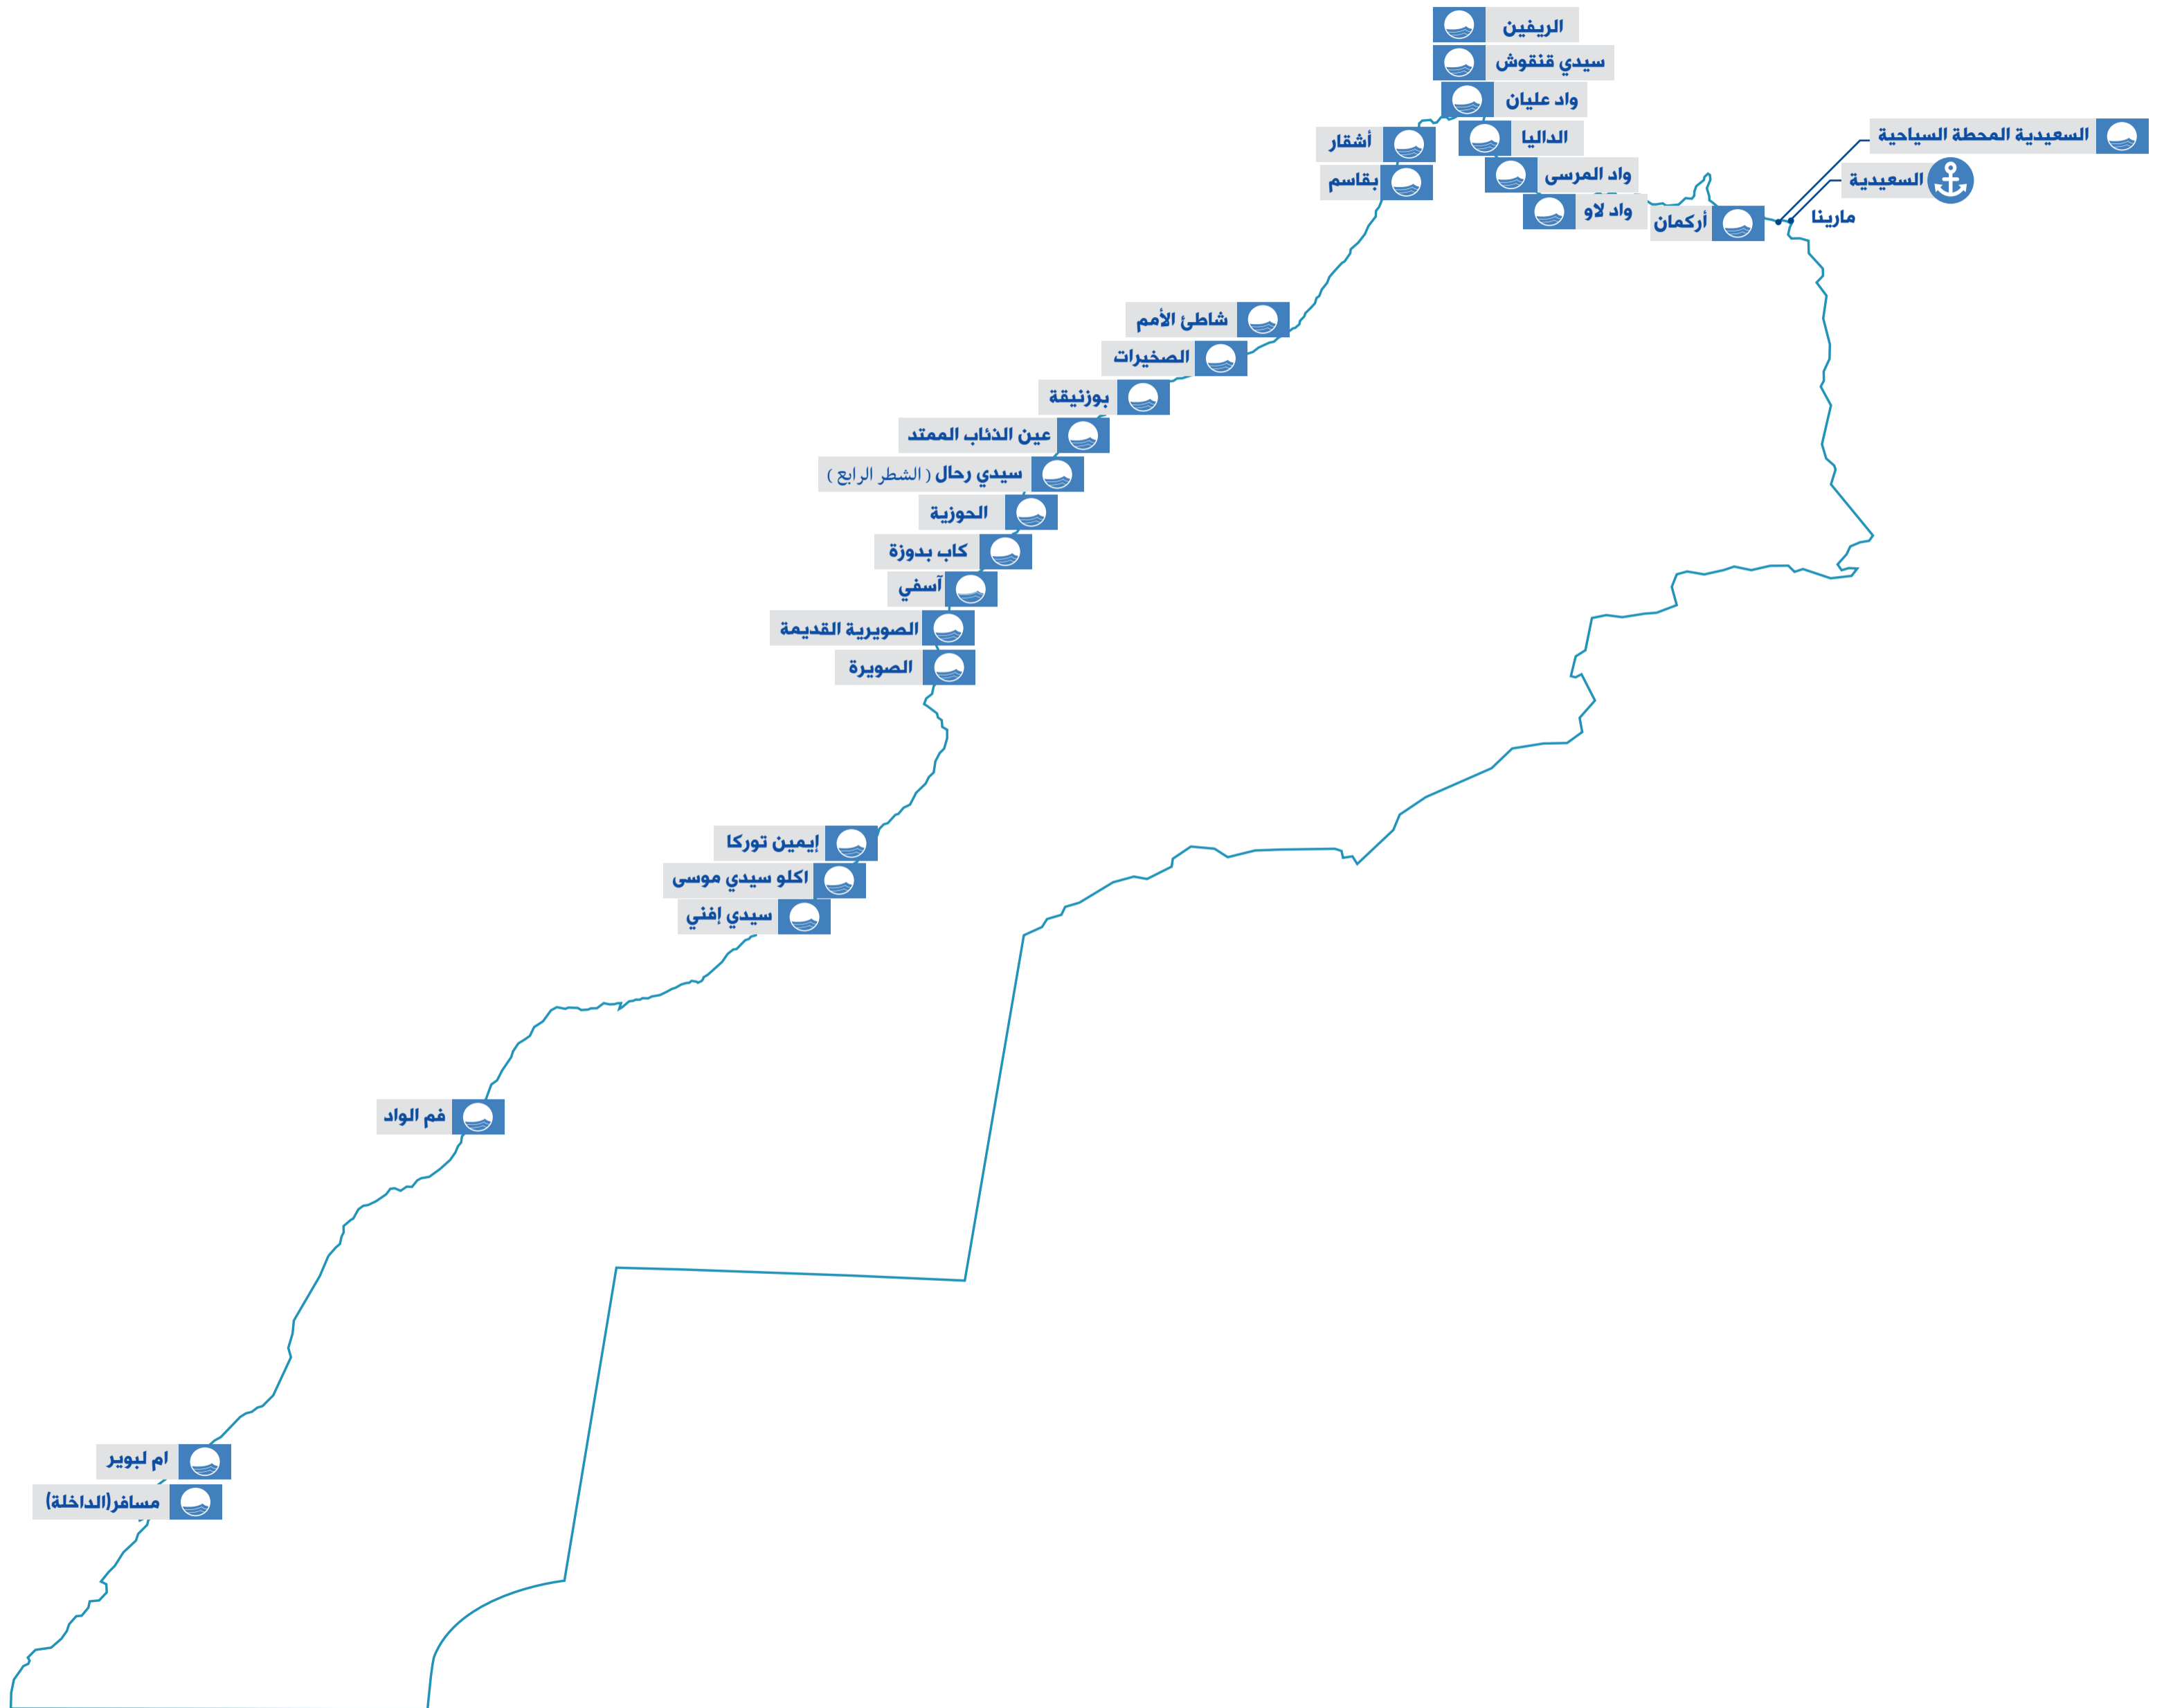 الريفين
سيدي قنقوش
واد عليان
الداليا
أشقار
السعيدية المحطة السياحية
واد المرسى
بقاسم
السعيدية
واد لاو
أركمان
مارينا
شاطئ الأمم
الصخيرات
بوزنيقة
عين الذئاب الممتد
سيدي رحال ( الشطر الرابع )
الحوزية
كاب بدوزة
آسفي
الصويرية القديمة
الصويرة
إيمين توركا
اكلو سيدي موسى
سيدي إفني
فم الواد
ام لبوير
مسافر(الداخلة)